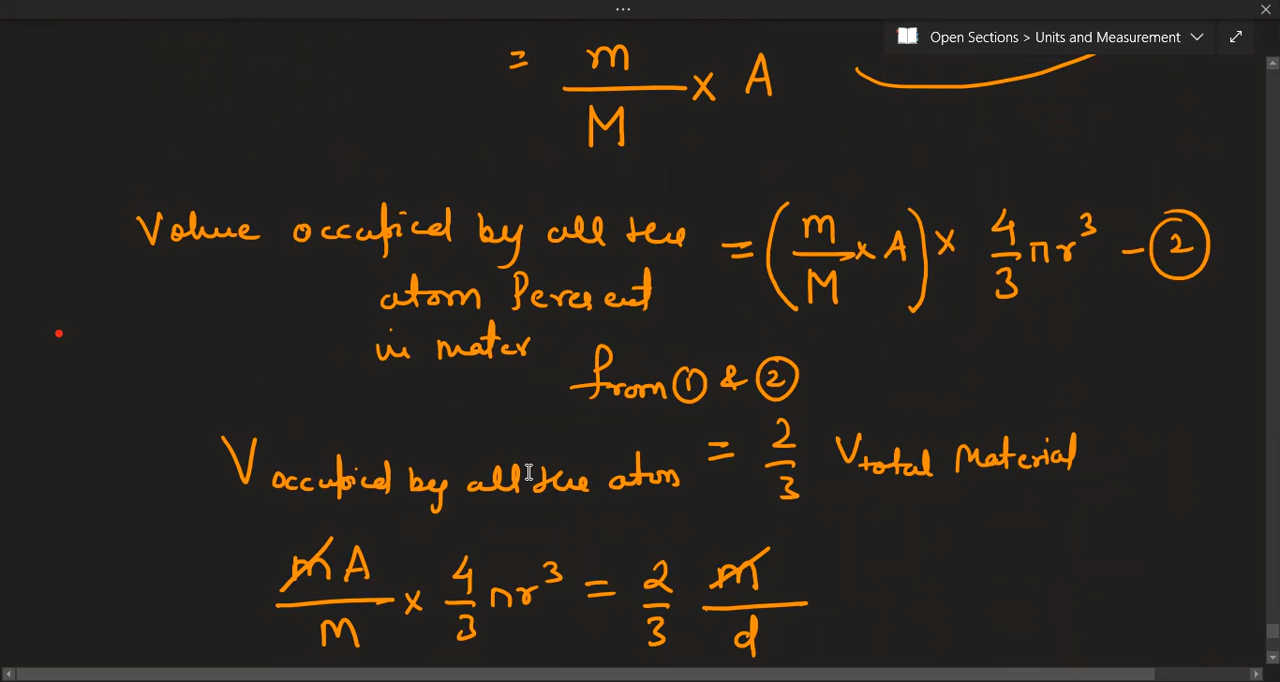 Open Sections > Units and Measurement
= m/M × A
Volume occupied by all the = (m/M × A) × 4/3 πr³ - ②
atom Peresent
in mater
from ① & ②
V occupied by all the atom = 2/3 V total Material
mA/M × 4/3 πr³ = 2/3 m/d